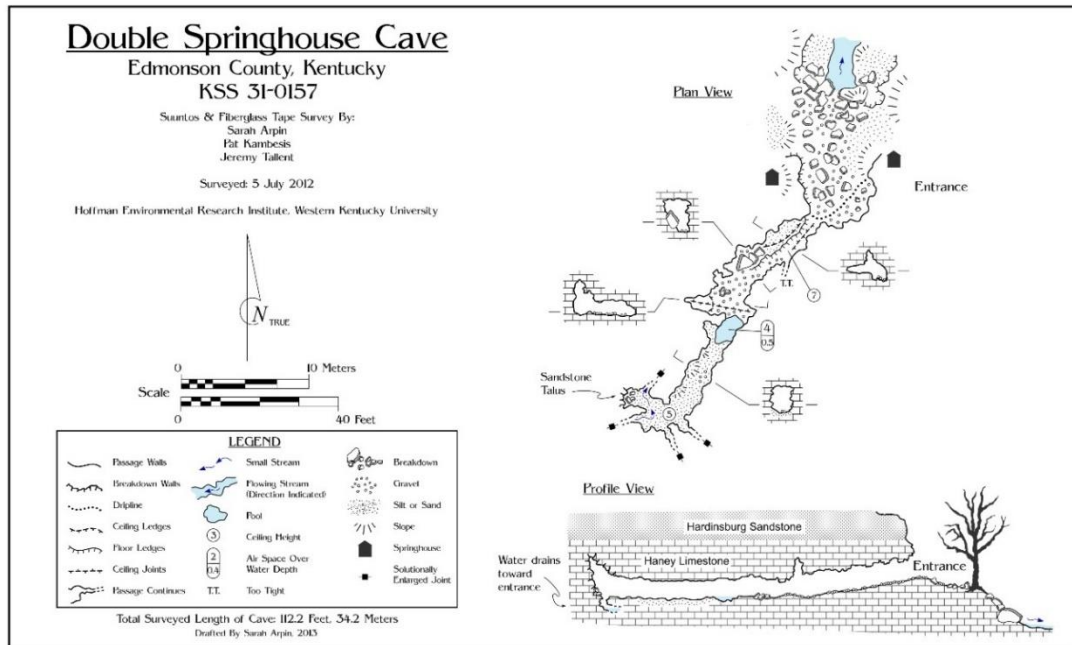 Double Springhouse Cave
Edmonson County, Kentucky
KSS 31-0157
Suuntos & Fiberglass Tape Survey By:
Sarah Arpin
Pat Kambesis
Jeremy Tallent
Surveyed: 3 July 2012
Hoffman Environmental Research Institute, Western Kentucky University
N TRUE
Scale
10 Meters
0
0
40 Feet
LEGEND
Passage Walls
Breakdown Walls
Dripline
Ceiling Ledges
Floor Ledges
Ceiling Joints
Passage Continues
Small Stream
Flowing Stream
(Direction Indicated)
Pool
3 Ceiling Height
2
0.4
Air Space Over
Water Depth
T.T. Too Tight
Breakdown
Gravel
Silt or Sand
Slope
Springhouse
Solutionally
Enlarged Joint
Total Surveyed Length of Cave: 112.2 Feet, 34.2 Meters
Drafted By Sarah Arpin, 2013
Plan View
Entrance
T.T.
7
4
0.5
Sandstone
Talus
5
Profile View
Hardinsburg Sandstone
Haney Limestone
Water drains
toward
entrance
Entrance